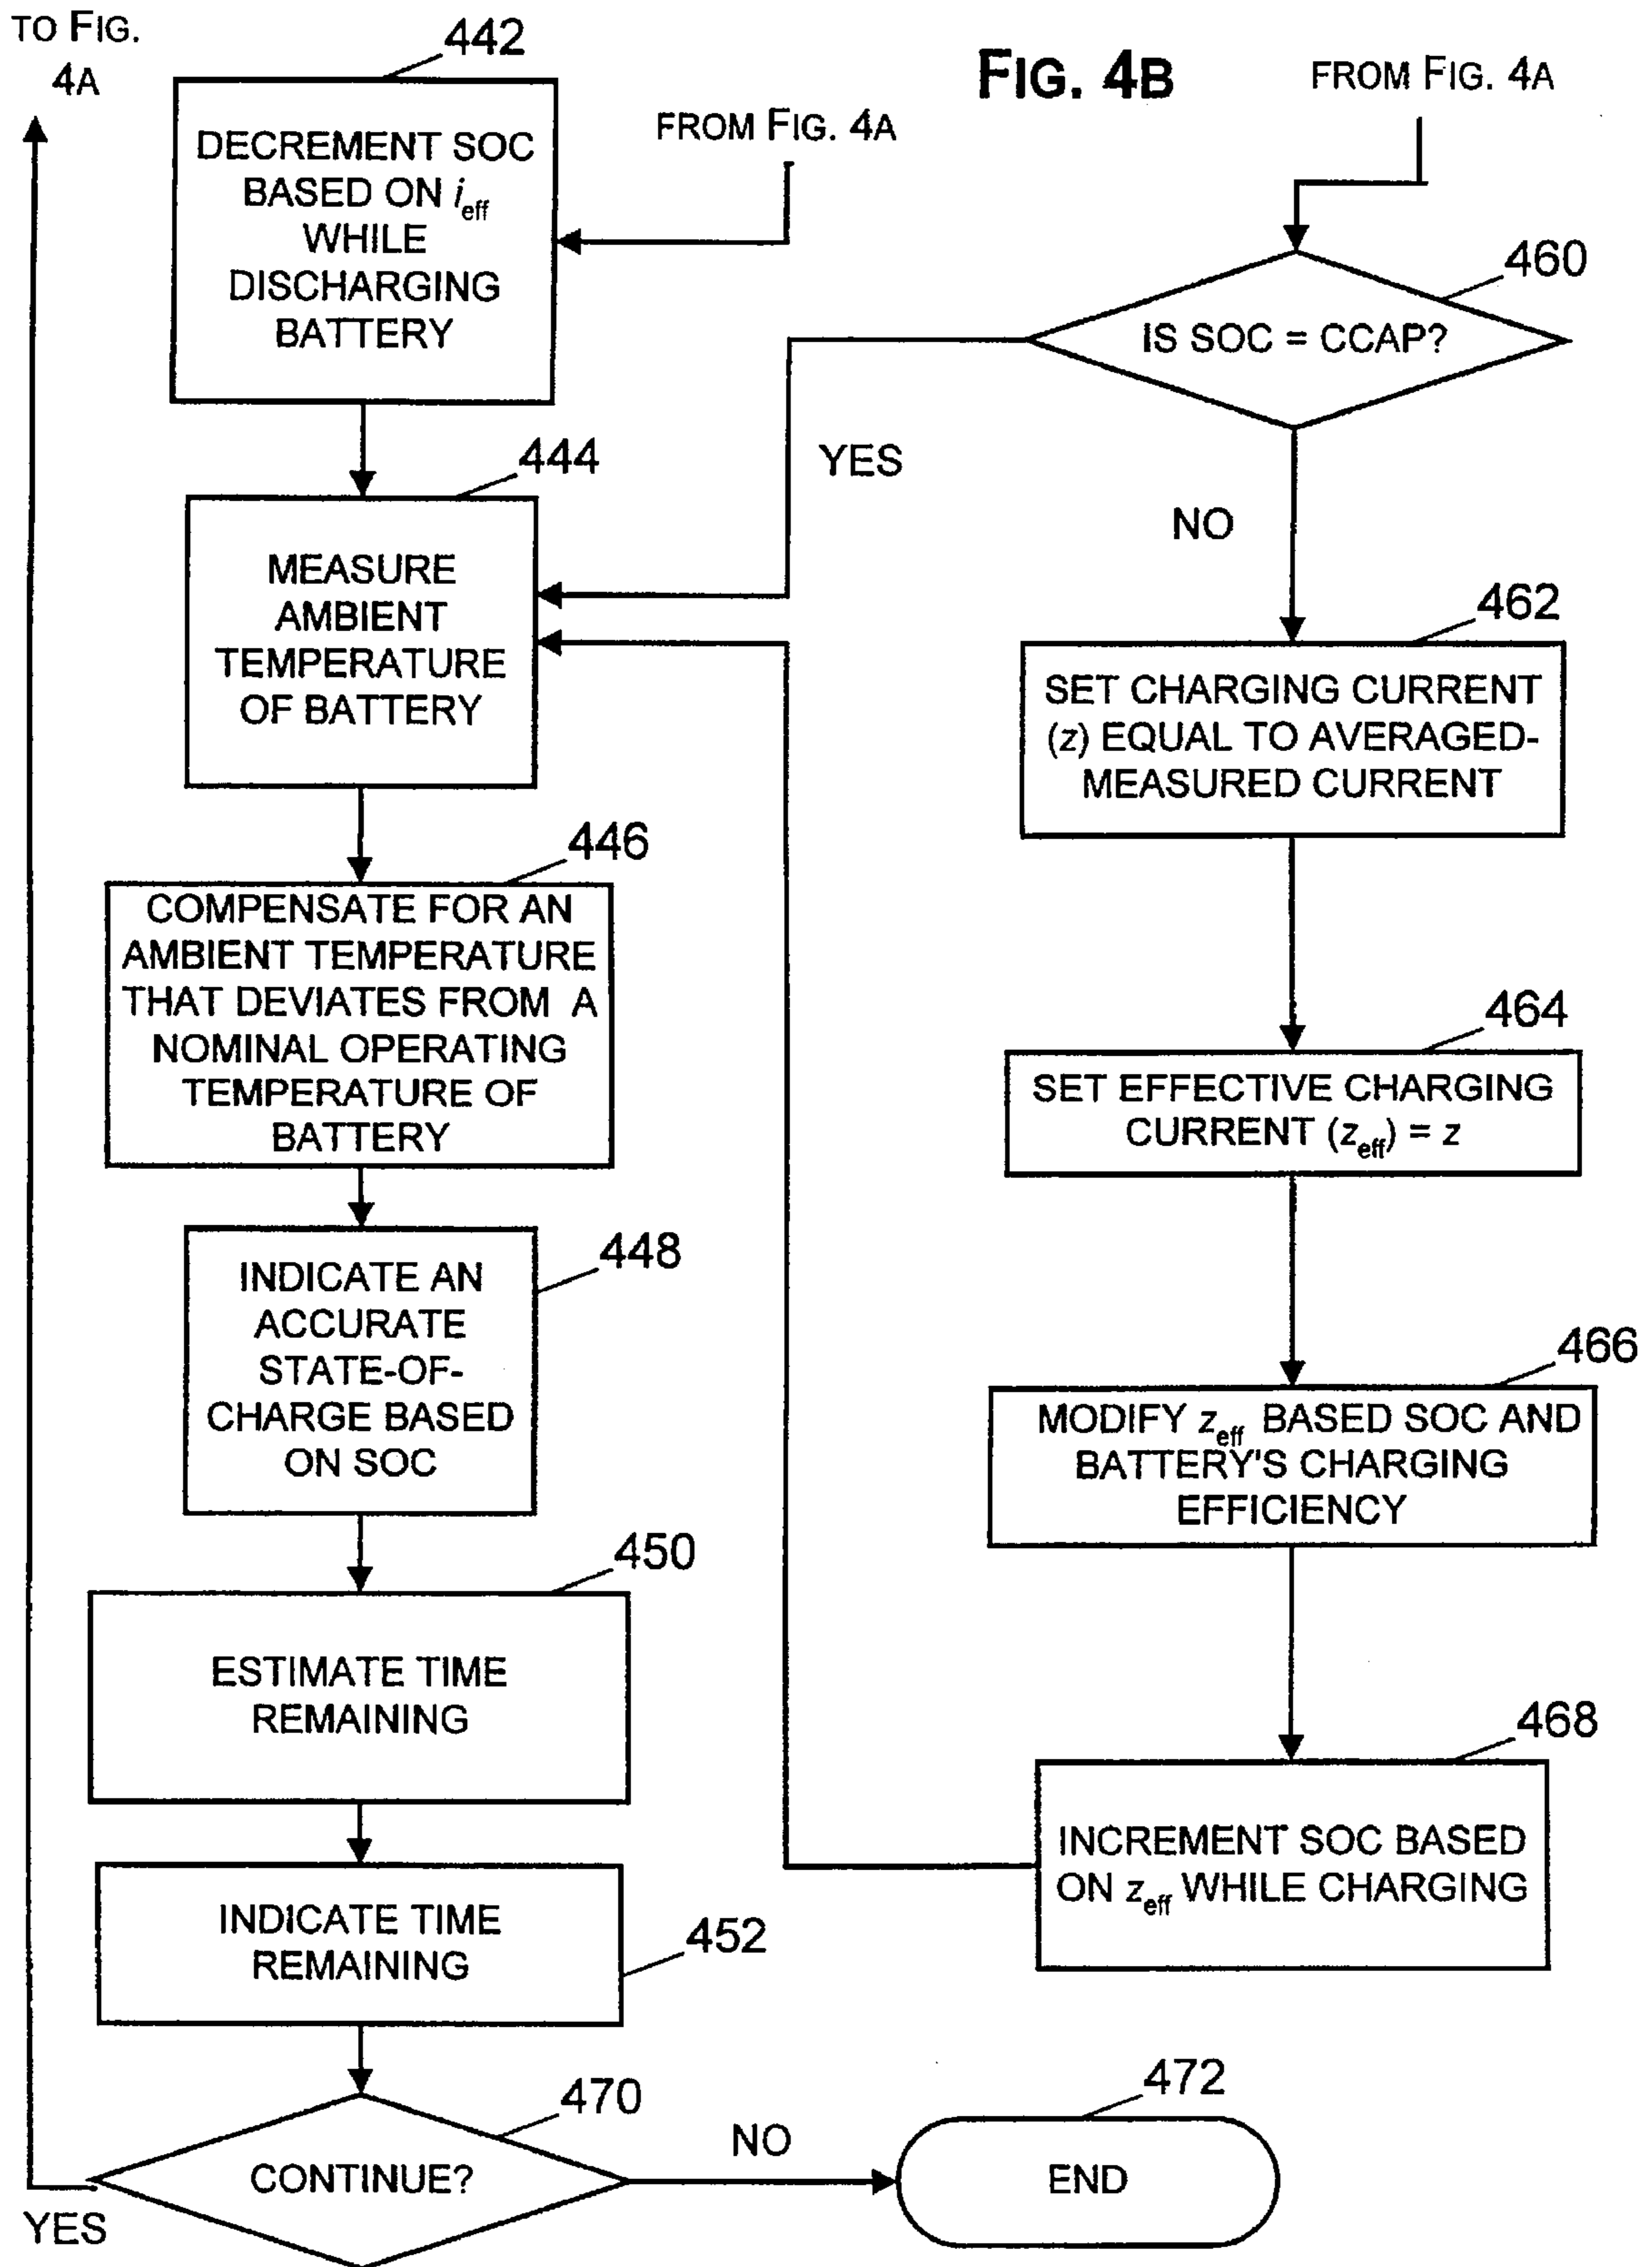 TO FIG.
4A
442
FIG. 4B
FROM FIG. 4A
FROM FIG. 4A
DECREMENT SOC
BASED ON i_eff
WHILE
DISCHARGING
BATTERY
460
IS SOC = CCAP?
YES
NO
444
MEASURE
AMBIENT
TEMPERATURE
OF BATTERY
462
SET CHARGING CURRENT
(z) EQUAL TO AVERAGED-
MEASURED CURRENT
446
COMPENSATE FOR AN
AMBIENT TEMPERATURE
THAT DEVIATES FROM A
NOMINAL OPERATING
TEMPERATURE OF
BATTERY
464
SET EFFECTIVE CHARGING
CURRENT (z_eff) = z
448
INDICATE AN
ACCURATE
STATE-OF-
CHARGE BASED
ON SOC
466
MODIFY z_eff BASED SOC AND
BATTERY'S CHARGING
EFFICIENCY
450
ESTIMATE TIME
REMAINING
468
INCREMENT SOC BASED
ON z_eff WHILE CHARGING
452
INDICATE TIME
REMAINING
470
CONTINUE?
YES
NO
472
END